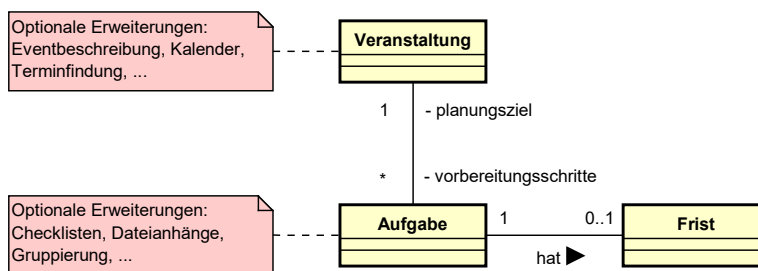 Optionale Erweiterungen:
Eventbeschreibung, Kalender,
Terminfindung, ...
Veranstaltung
1
- planungsziel
*
- vorbereitungsschritte
Optionale Erweiterungen:
Checklisten, Dateianhänge,
Gruppierung, ...
Aufgabe
1
0..1
hat
Frist